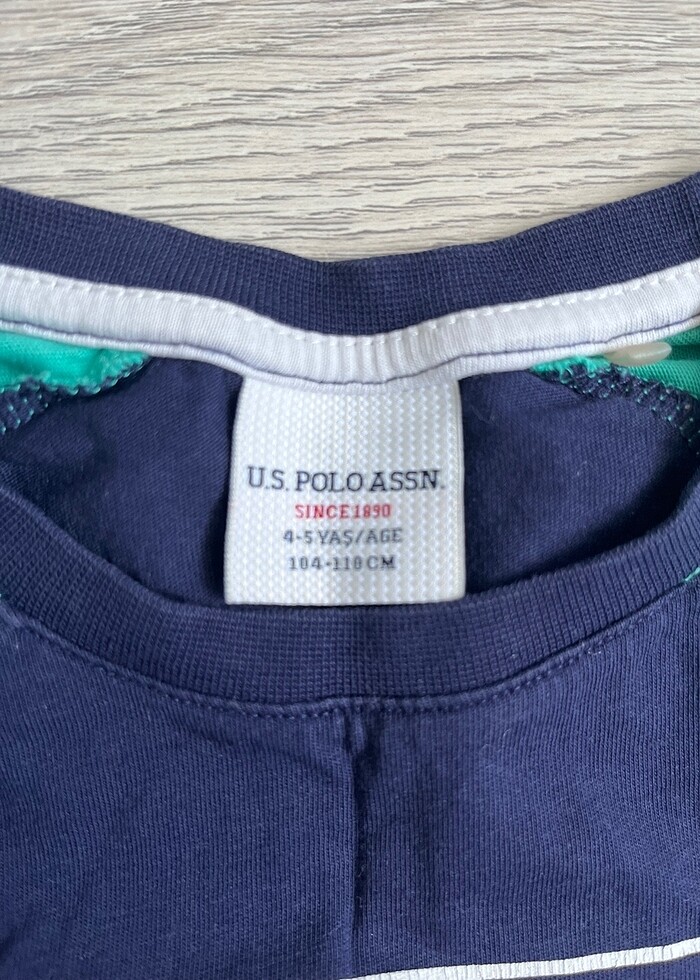 U.S. POLO ASSN.
SINCE 1890
4-5 YAŞ/AGE
104-110 CM